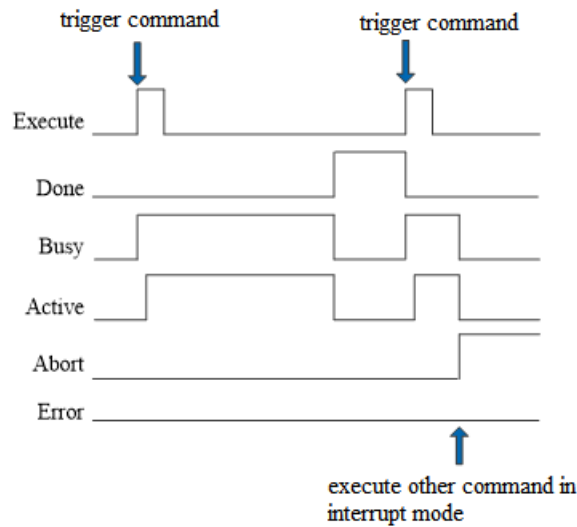 trigger command
trigger command
Execute
Done
Busy
Active
Abort
Error
execute other command in
interrupt mode